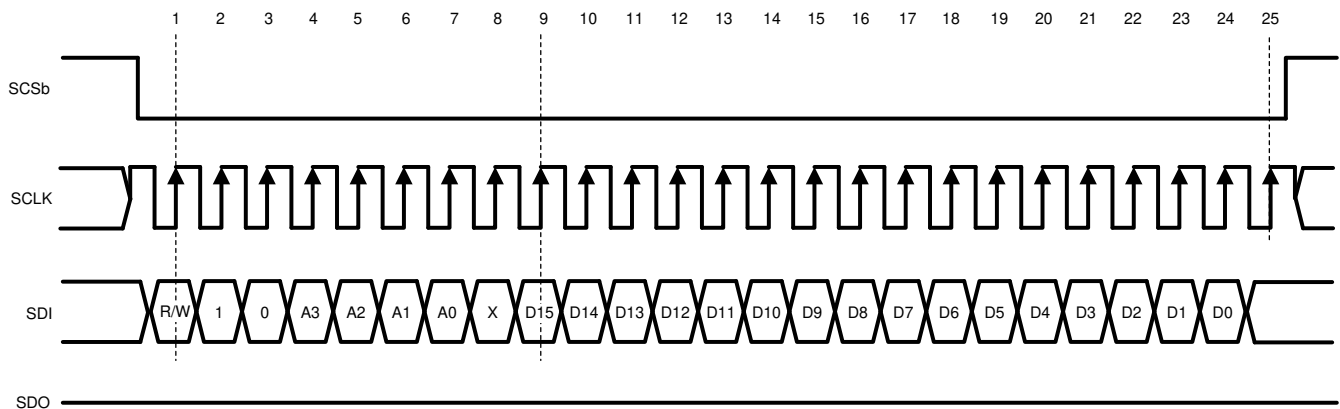 1 2 3 4 5 6 7 8 9 10 11 12 13 14 15 16 17 18 19 20 21 22 23 24 25
SCSb
SCLK
SDI R/W 1 0 A3 A2 A1 A0 X D15 D14 D13 D12 D11 D10 D9 D8 D7 D6 D5 D4 D3 D2 D1 D0
SDO